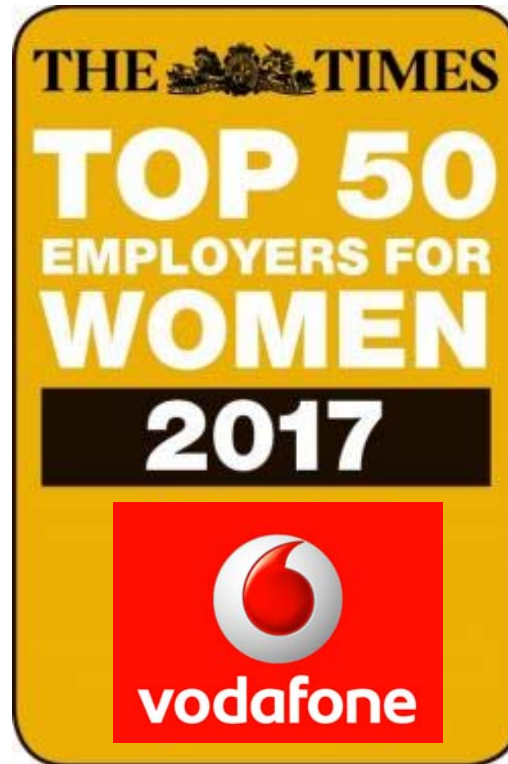 THE TIMES
TOP 50
EMPLOYERS FOR
WOMEN
2017
vodafone